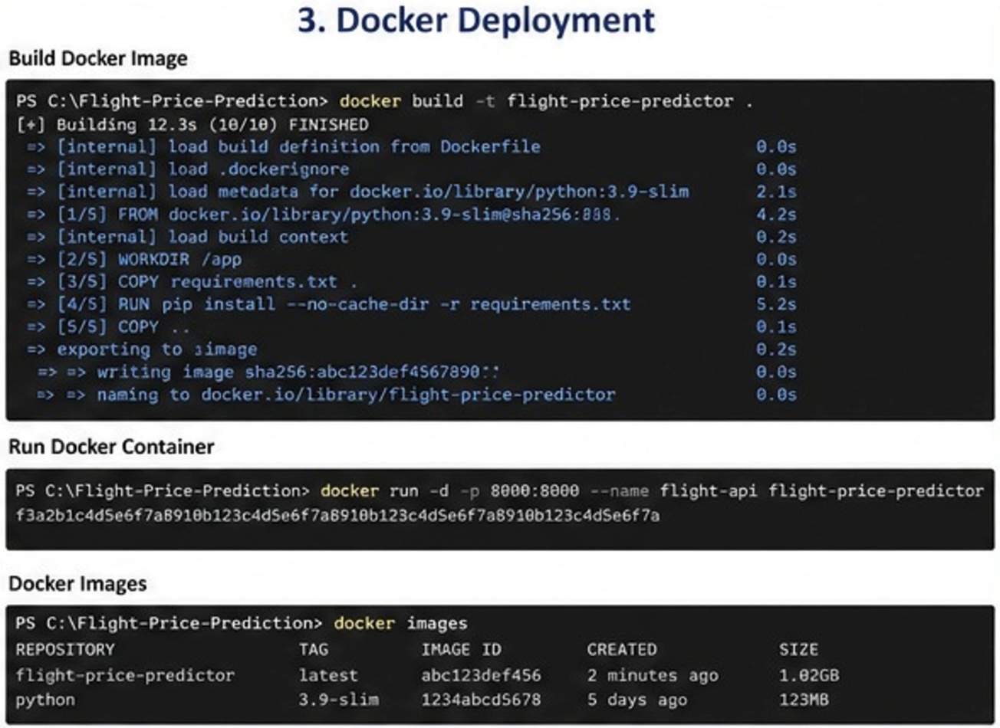 3. Docker Deployment
Build Docker Image
PS C:\Flight-Price-Prediction> docker build -t flight-price-predictor .
[+] Building 12.3s (10/10) FINISHED
=> [internal] load build definition from Dockerfile 0.0s
=> [internal] load .dockerignore 0.0s
=> [internal] load metadata for docker.io/library/python:3.9-slim 2.1s
=> [1/5] FROM docker.io/library/python:3.9-slim@sha256:888. 4.2s
=> [internal] load build context 0.2s
=> [2/5] WORKDIR /app 0.0s
=> [3/5] COPY requirements.txt . 0.1s
=> [4/5] RUN pip install --no-cache-dir -r requirements.txt 5.2s
=> [5/5] COPY .. 0.1s
=> exporting to image 0.2s
=> => writing image sha256:abc123def4567890 0.0s
=> => naming to docker.io/library/flight-price-predictor 0.0s
Run Docker Container
PS C:\Flight-Price-Prediction> docker run -d -p 8000:8000 --name flight-api flight-price-predictor
f3a2b1c4d5e6f7a8910b123c4d5e6f7a8910b123c4d5e6f7a8910b123c4d5e6f7a
Docker Images
PS C:\Flight-Price-Prediction> docker images
REPOSITORY TAG IMAGE ID CREATED SIZE
flight-price-predictor latest abc123def456 2 minutes ago 1.02GB
python 3.9-slim 1234abcd5678 5 days ago 123MB